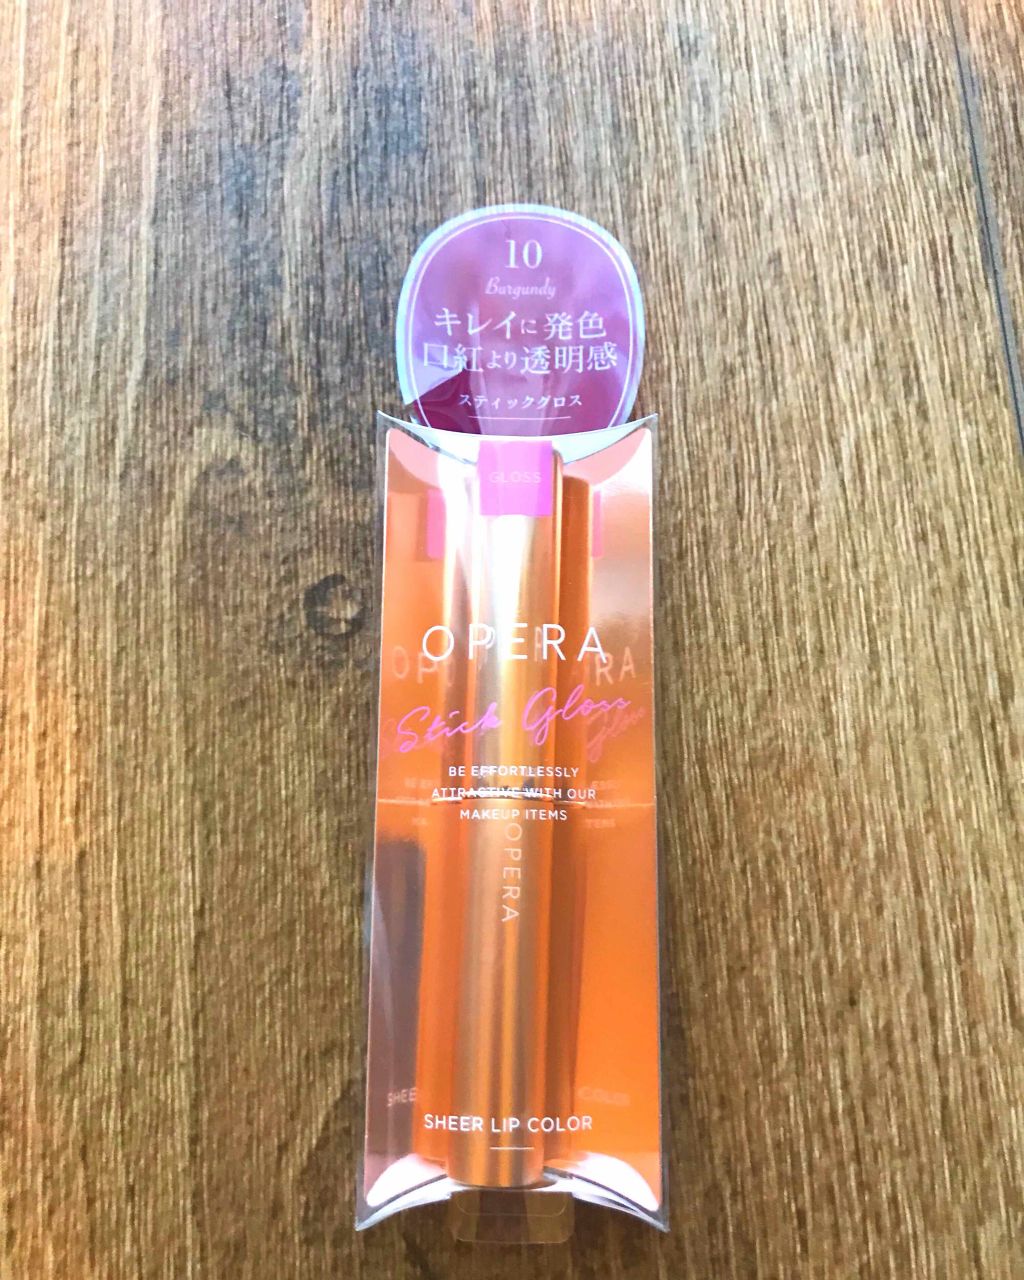 10
Burgundy
キレイに発色
口紅より透明感
スティックグロス
GLOSS
OPERA
Stick Gloss
BE EFFORTLESSLY
ATTRACTIVE WITH OUR
MAKEUP ITEMS
OPERA
SHEER LIP COLOR